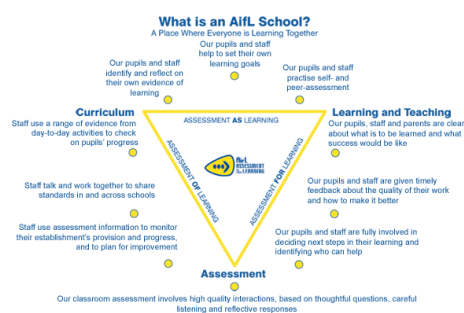 What is an AifL School?
A Place Where Everyone is Learning Together
Our pupils and staff
help to set their own
learning goals
Our pupils and staff
identify and reflect on
their own evidence of
learning
Our pupils and staff
practise self- and
peer-assessment
Curriculum
Learning and Teaching
ASSESSMENT AS LEARNING
Staff use a range of evidence from
day-to-day activities to check
on pupils' progress
Our pupils, staff and parents are clear
about what is to be learned and what
success would be like
ASSESSMENT OF LEARNING
AifL
ASSESSMENT
is for LEARNING
ASSESSMENT FOR LEARNING
Staff talk and work together to share
standards in and across schools
Our pupils and staff are given timely
feedback about the quality of their work
and how to make it better
Staff use assessment information to monitor
their establishment's provision and progress,
and to plan for improvement
Our pupils and staff are fully involved in
deciding next steps in their learning and
identifying who can help
Assessment
Our classroom assessment involves high quality interactions, based on thoughtful questions, careful
listening and reflective responses